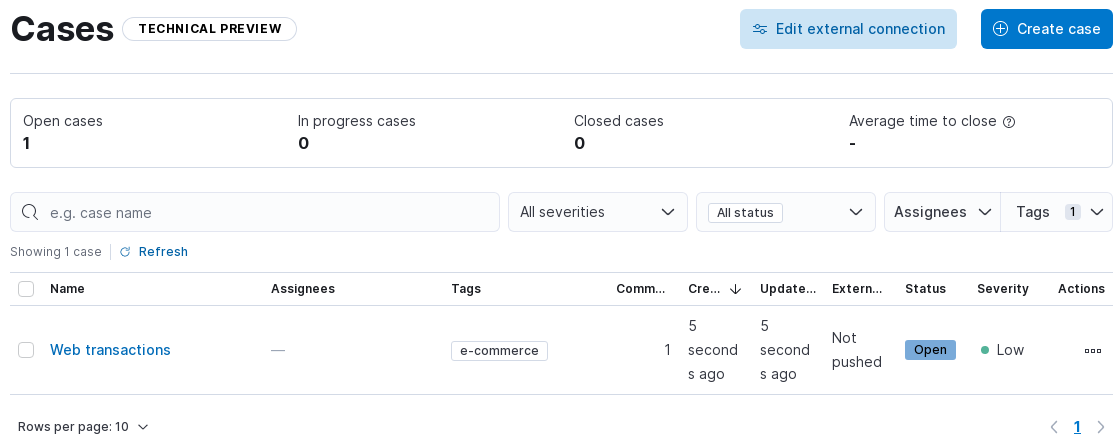 Cases TECHNICAL PREVIEW Edit external connection Create case
Open cases In progress cases Closed cases Average time to close
1 0 0 -
e.g. case name All severities All status Assignees Tags 1
Showing 1 case Refresh
Name Assignees Tags Comm... Cre... Update... Extern... Status Severity Actions
Web transactions — e-commerce 1 5 seconds ago 5 seconds ago Not pushed Open Low
Rows per page: 10 1